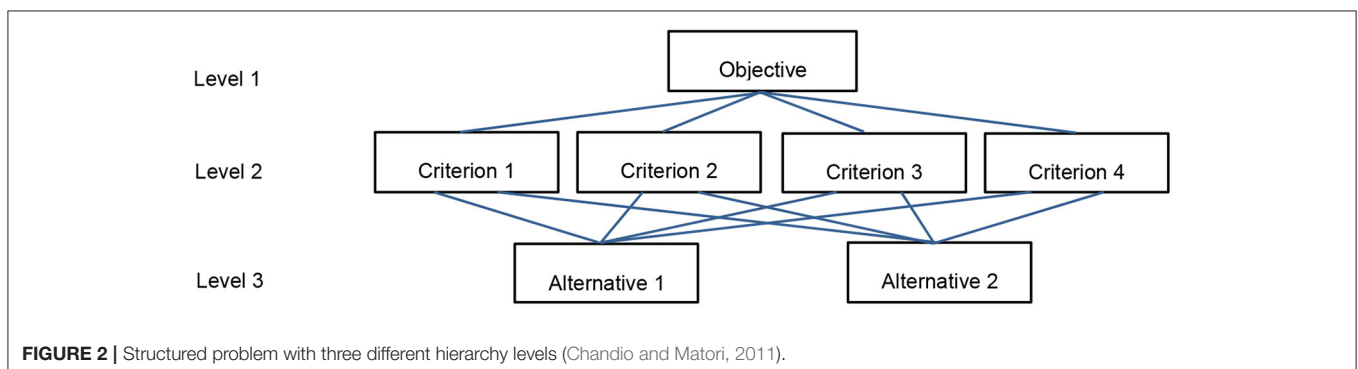 Level 1
Objective
Level 2
Criterion 1
Criterion 2
Criterion 3
Criterion 4
Level 3
Alternative 1
Alternative 2
FIGURE 2 | Structured problem with three different hierarchy levels (Chandio and Matori, 2011).